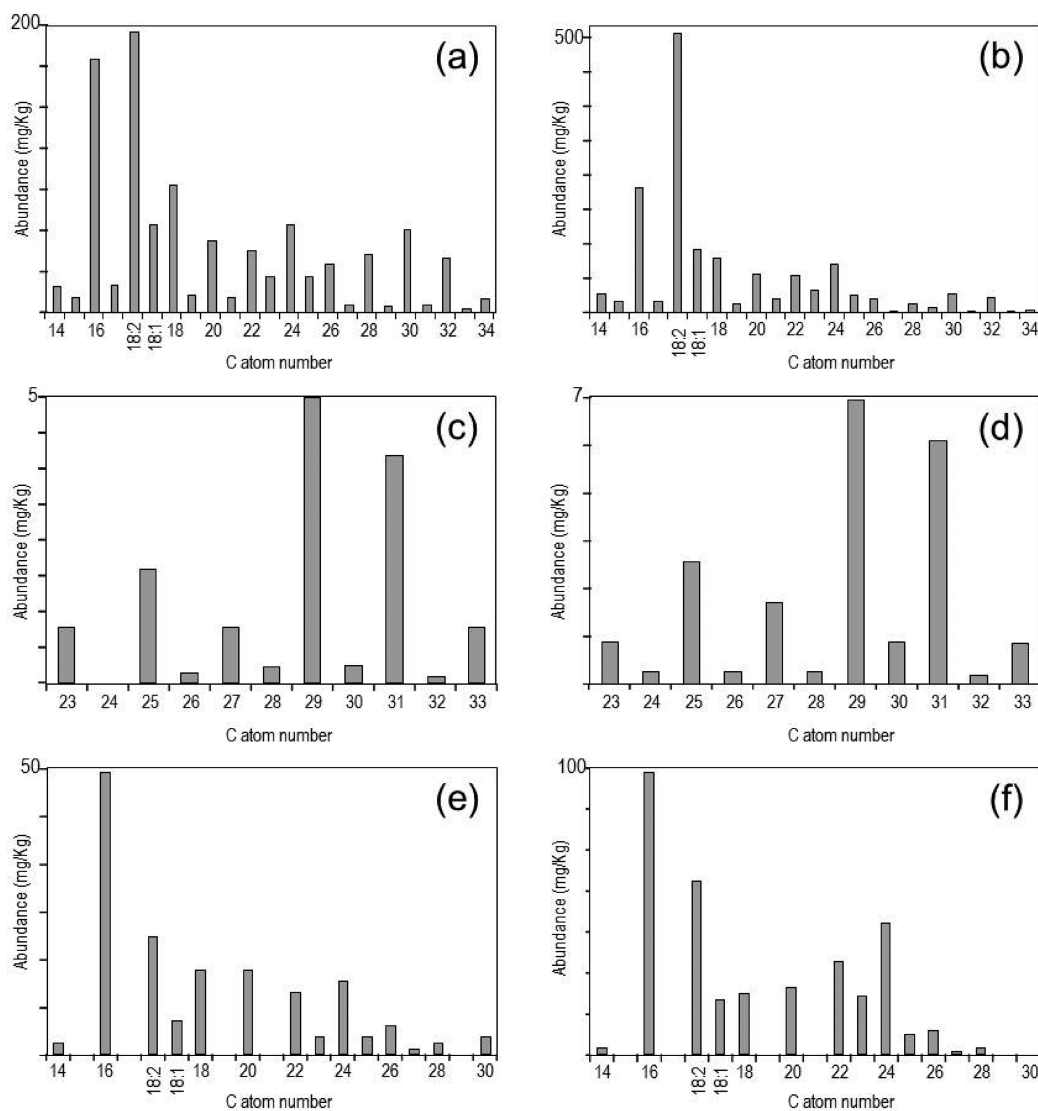 200
(a)
Abundance (mg/Kg)
14 16 18:2 18:1 18 20 22 24 26 28 30 32 34
C atom number
500
(b)
Abundance (mg/Kg)
14 16 18:2 18:1 18 20 22 24 26 28 30 32 34
C atom number
5
(c)
Abundance (mg/Kg)
23 24 25 26 27 28 29 30 31 32 33
C atom number
7
(d)
Abundance (mg/Kg)
23 24 25 26 27 28 29 30 31 32 33
C atom number
50
(e)
Abundance (mg/Kg)
14 16 18:2 18:1 18 20 22 24 26 28 30
C atom number
100
(f)
Abundance (mg/Kg)
14 16 18:2 18:1 18 20 22 24 26 28 30
C atom number